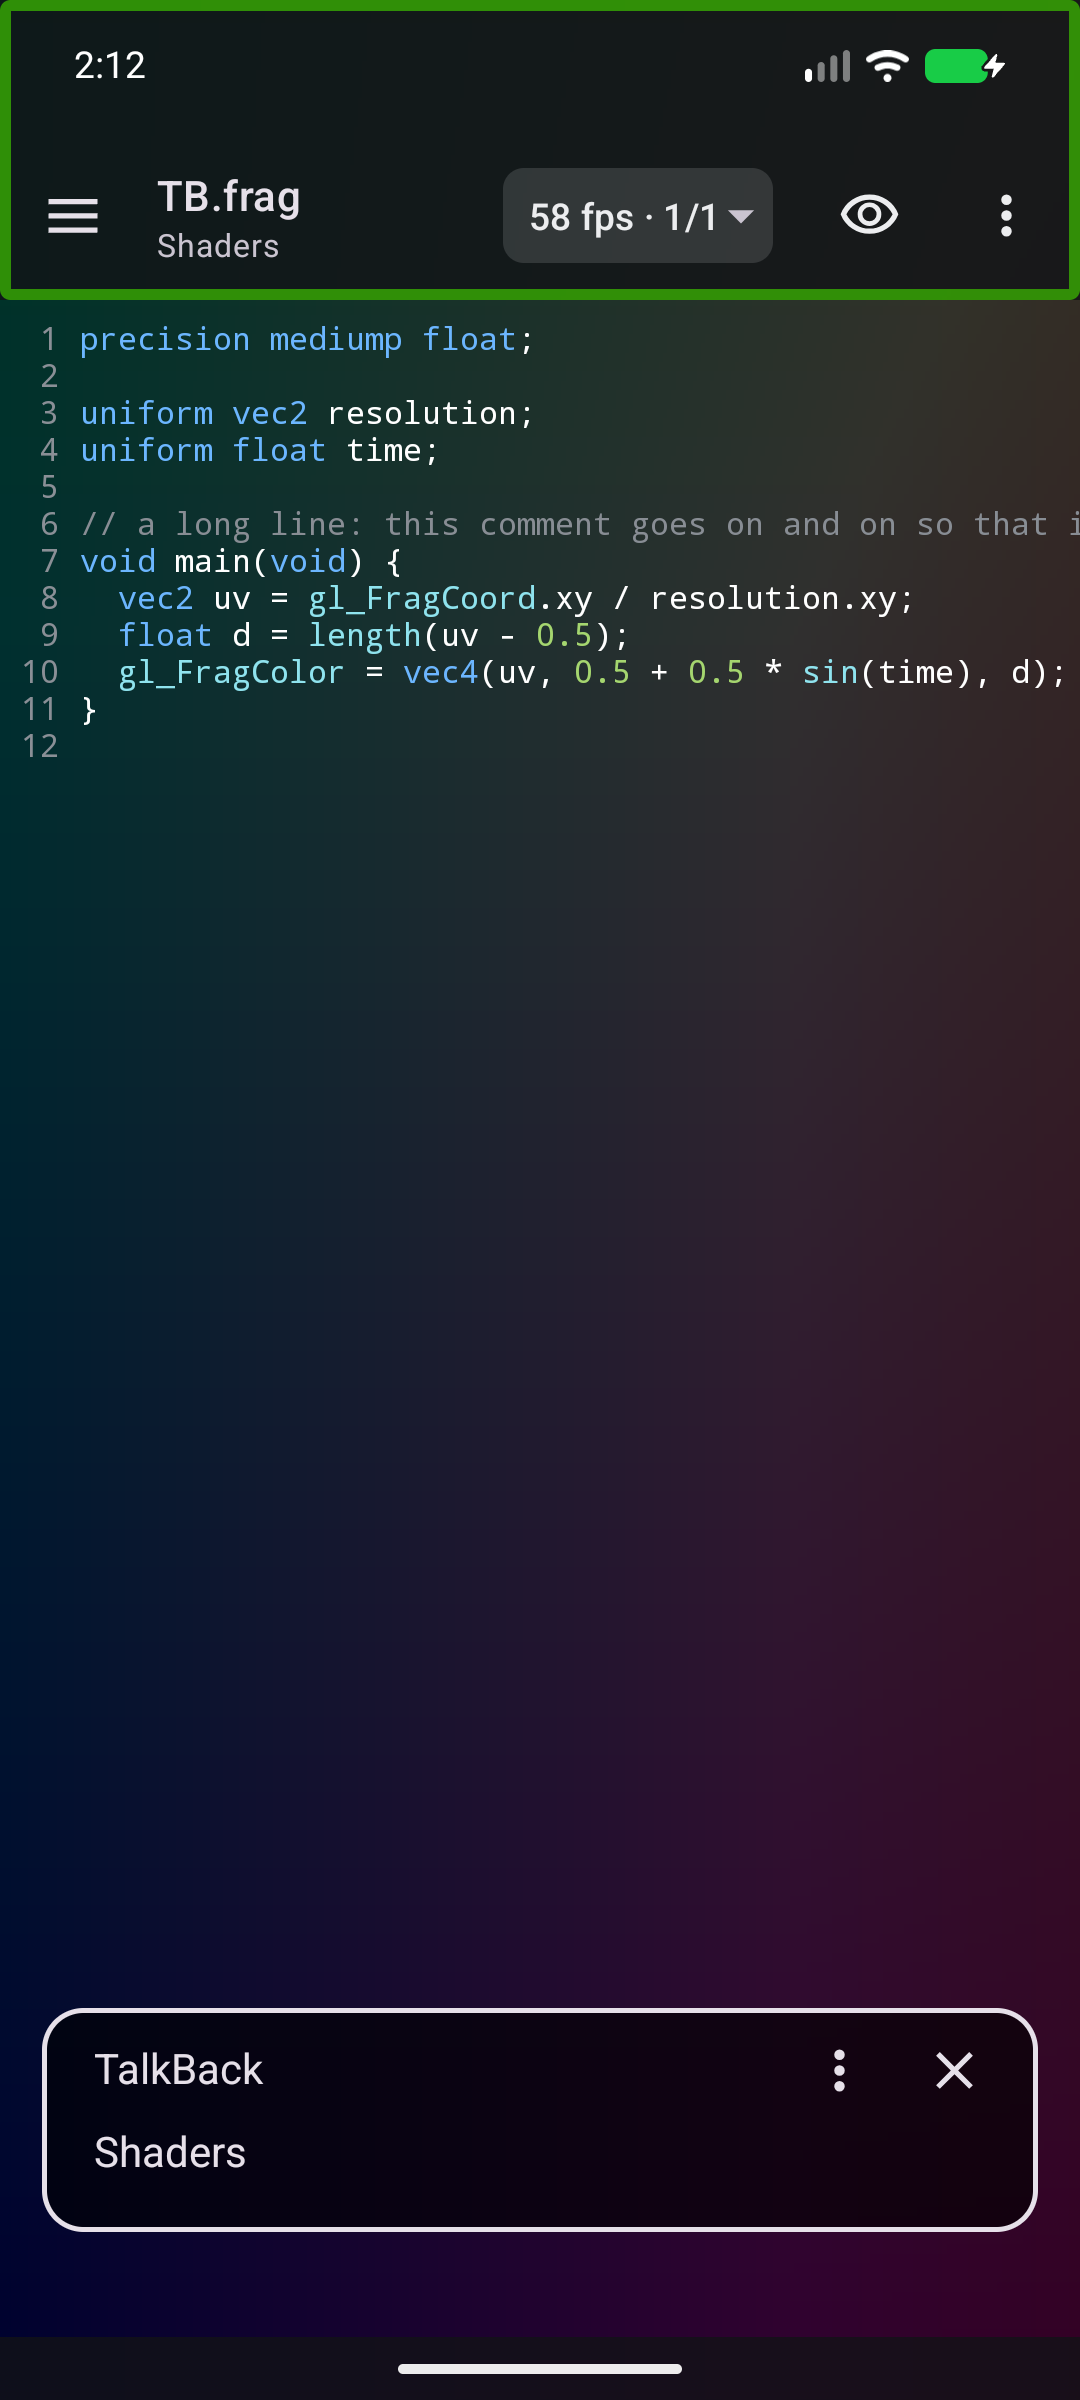 2:12
TB.frag
Shaders
58 fps · 1/1
1 precision mediump float;
2
3 uniform vec2 resolution;
4 uniform float time;
5
6 // a long line: this comment goes on and on so that i
7 void main(void) {
8   vec2 uv = gl_FragCoord.xy / resolution.xy;
9   float d = length(uv - 0.5);
10   gl_FragColor = vec4(uv, 0.5 + 0.5 * sin(time), d);
11 }
12
TalkBack
Shaders